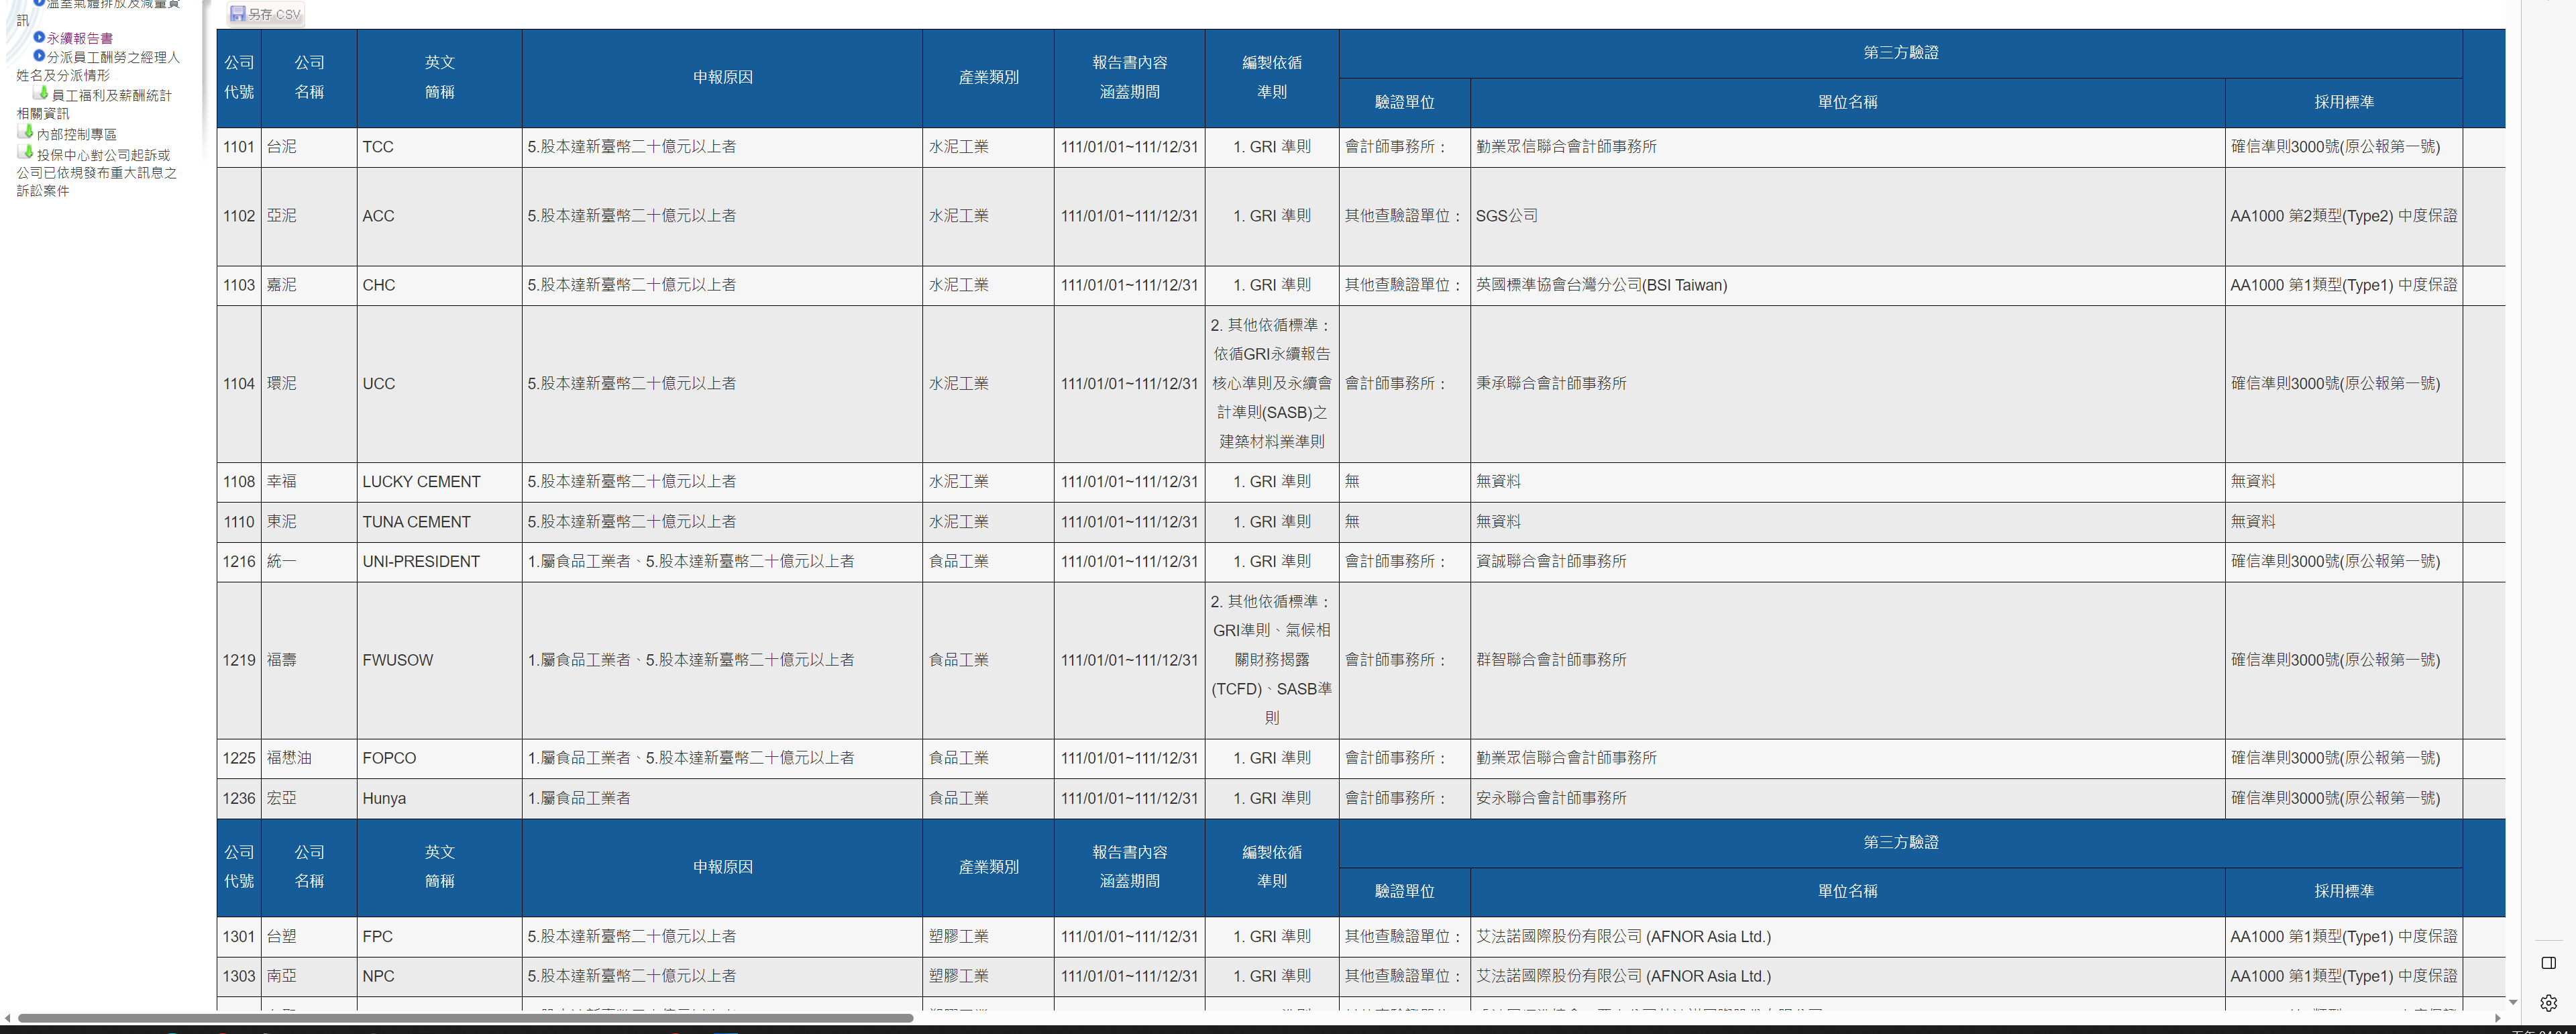 溫室氣體排放及減量資
訊
永續報告書
分派員工酬勞之經理人
姓名及分派情形
員工福利及薪酬統計
相關資訊
內部控制專區
投保中心對公司起訴或
公司已依規發布重大訊息之
訴訟案件
另存 CSV
公司代號 公司名稱 英文簡稱 申報原因 產業類別 報告書內容涵蓋期間 編製依循準則 第三方驗證
驗證單位 單位名稱 採用標準
1101 台泥 TCC 5.股本達新臺幣二十億元以上者 水泥工業 111/01/01~111/12/31 1. GRI 準則 會計師事務所： 勤業眾信聯合會計師事務所 確信準則3000號(原公報第一號)
1102 亞泥 ACC 5.股本達新臺幣二十億元以上者 水泥工業 111/01/01~111/12/31 1. GRI 準則 其他查驗證單位： SGS公司 AA1000 第2類型(Type2) 中度保證
1103 嘉泥 CHC 5.股本達新臺幣二十億元以上者 水泥工業 111/01/01~111/12/31 1. GRI 準則 其他查驗證單位： 英國標準協會台灣分公司(BSI Taiwan) AA1000 第1類型(Type1) 中度保證
1104 環泥 UCC 5.股本達新臺幣二十億元以上者 水泥工業 111/01/01~111/12/31 2. 其他依循標準：依循GRI永續報告核心準則及永續會計準則(SASB)之建築材料業準則 會計師事務所： 秉承聯合會計師事務所 確信準則3000號(原公報第一號)
1108 幸福 LUCKY CEMENT 5.股本達新臺幣二十億元以上者 水泥工業 111/01/01~111/12/31 1. GRI 準則 無 無資料 無資料
1110 東泥 TUNA CEMENT 5.股本達新臺幣二十億元以上者 水泥工業 111/01/01~111/12/31 1. GRI 準則 無 無資料 無資料
1216 統一 UNI-PRESIDENT 1.屬食品工業者、5.股本達新臺幣二十億元以上者 食品工業 111/01/01~111/12/31 1. GRI 準則 會計師事務所： 資誠聯合會計師事務所 確信準則3000號(原公報第一號)
1219 福壽 FWUSOW 1.屬食品工業者、5.股本達新臺幣二十億元以上者 食品工業 111/01/01~111/12/31 2. 其他依循標準：GRI準則、氣候相關財務揭露(TCFD)、SASB準則 會計師事務所： 群智聯合會計師事務所 確信準則3000號(原公報第一號)
1225 福懋油 FOPCO 1.屬食品工業者、5.股本達新臺幣二十億元以上者 食品工業 111/01/01~111/12/31 1. GRI 準則 會計師事務所： 勤業眾信聯合會計師事務所 確信準則3000號(原公報第一號)
1236 宏亞 Hunya 1.屬食品工業者 食品工業 111/01/01~111/12/31 1. GRI 準則 會計師事務所： 安永聯合會計師事務所 確信準則3000號(原公報第一號)
公司代號 公司名稱 英文簡稱 申報原因 產業類別 報告書內容涵蓋期間 編製依循準則 第三方驗證
驗證單位 單位名稱 採用標準
1301 台塑 FPC 5.股本達新臺幣二十億元以上者 塑膠工業 111/01/01~111/12/31 1. GRI 準則 其他查驗證單位： 艾法諾國際股份有限公司 (AFNOR Asia Ltd.) AA1000 第1類型(Type1) 中度保證
1303 南亞 NPC 5.股本達新臺幣二十億元以上者 塑膠工業 111/01/01~111/12/31 1. GRI 準則 其他查驗證單位： 艾法諾國際股份有限公司 (AFNOR Asia Ltd.) AA1000 第1類型(Type1) 中度保證